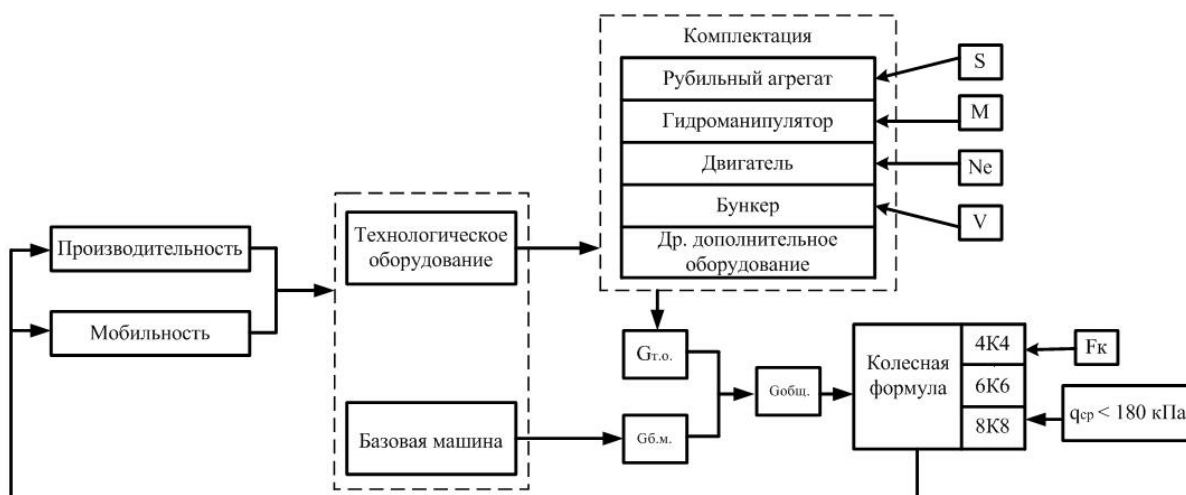 Комплектация
Рубильный агрегат
Гидроманипулятор
Двигатель
Бункер
Др. дополнительное
оборудование
S
М
Ne
V
Производительность
Мобильность
Технологическое
оборудование
Базовая машина
Gт.о.
Gб.м.
Gобщ.
Колесная
формула
4К4
6К6
8К8
Fк
qср < 180 кПа